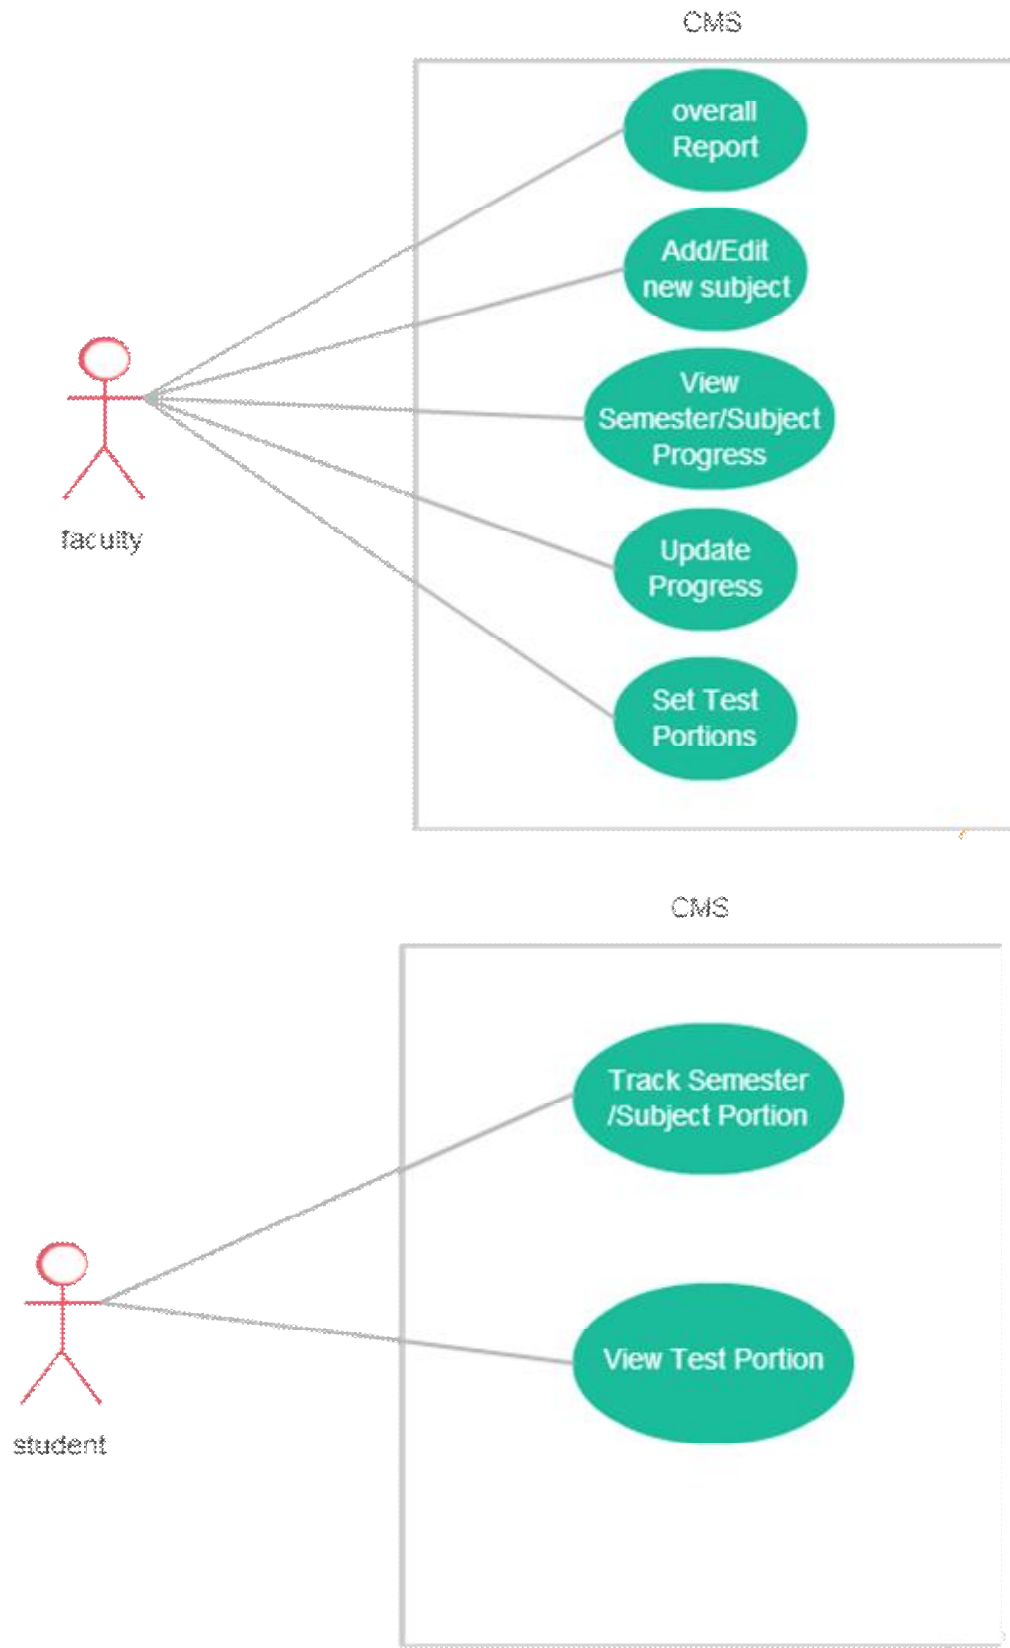 CMS
overall
Report
Add/Edit
new subject
View
Semester/Subject
Progress
Update
Progress
Set Test
Portions
faculty
CMS
Track Semester
/Subject Portion
View Test Portion
student